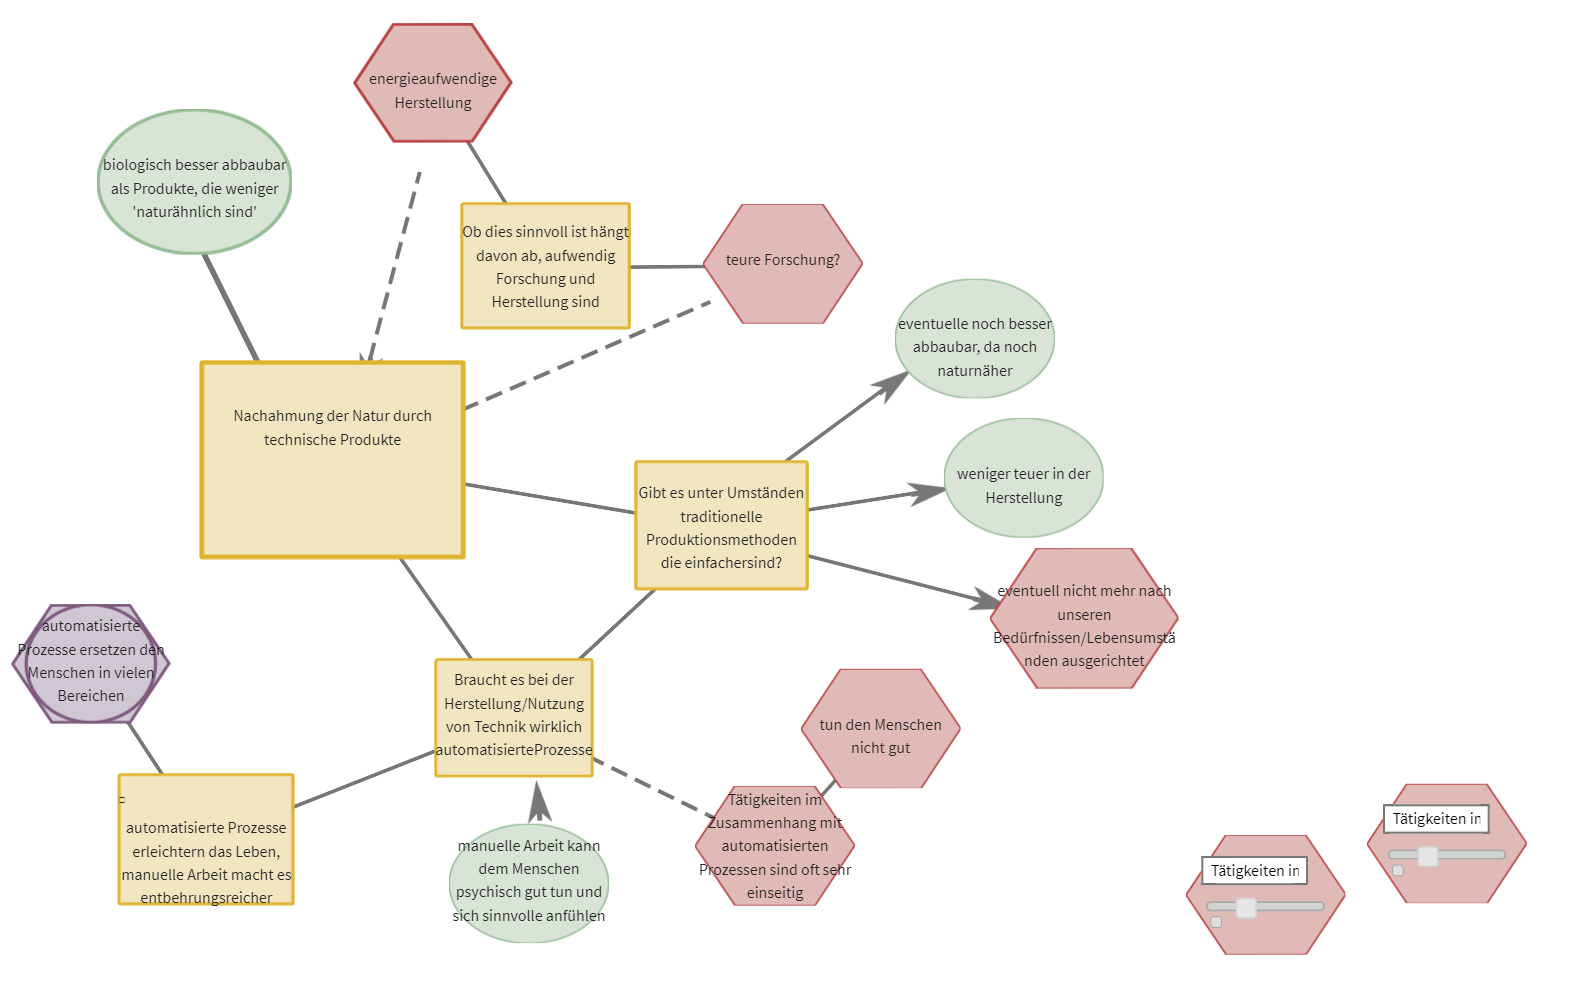 energieaufwendige
Herstellung
biologisch besser abbaubar
als Produkte, die weniger
'naturähnlich sind'
Ob dies sinnvoll ist hängt
davon ab, aufwendig
Forschung und
Herstellung sind
teure Forschung?
eventuelle noch besser
abbaubar, da noch
naturnäher
Nachahmung der Natur durch
technische Produkte
weniger teuer in der
Herstellung
Gibt es unter Umständen
traditionelle
Produktionsmethoden
die einfachersind?
eventuell nicht mehr nach
unseren
Bedürfnissen/Lebensumstä
nden ausgerichtet
automatisierte
Prozesse ersetzen den
Menschen in vielen
Bereichen
Braucht es bei der
Herstellung/Nutzung
von Technik wirklich
automatisierteProzesse
tun den Menschen
nicht gut
=
automatisierte Prozesse
erleichtern das Leben,
manuelle Arbeit macht es
entbehrungsreicher
manuelle Arbeit kann
dem Menschen
psychisch gut tun und
sich sinnvolle anfühlen
Tätigkeiten im
Zusammenhang mit
automatisierten
Prozessen sind oft sehr
einseitig
Tätigkeiten in
Tätigkeiten in